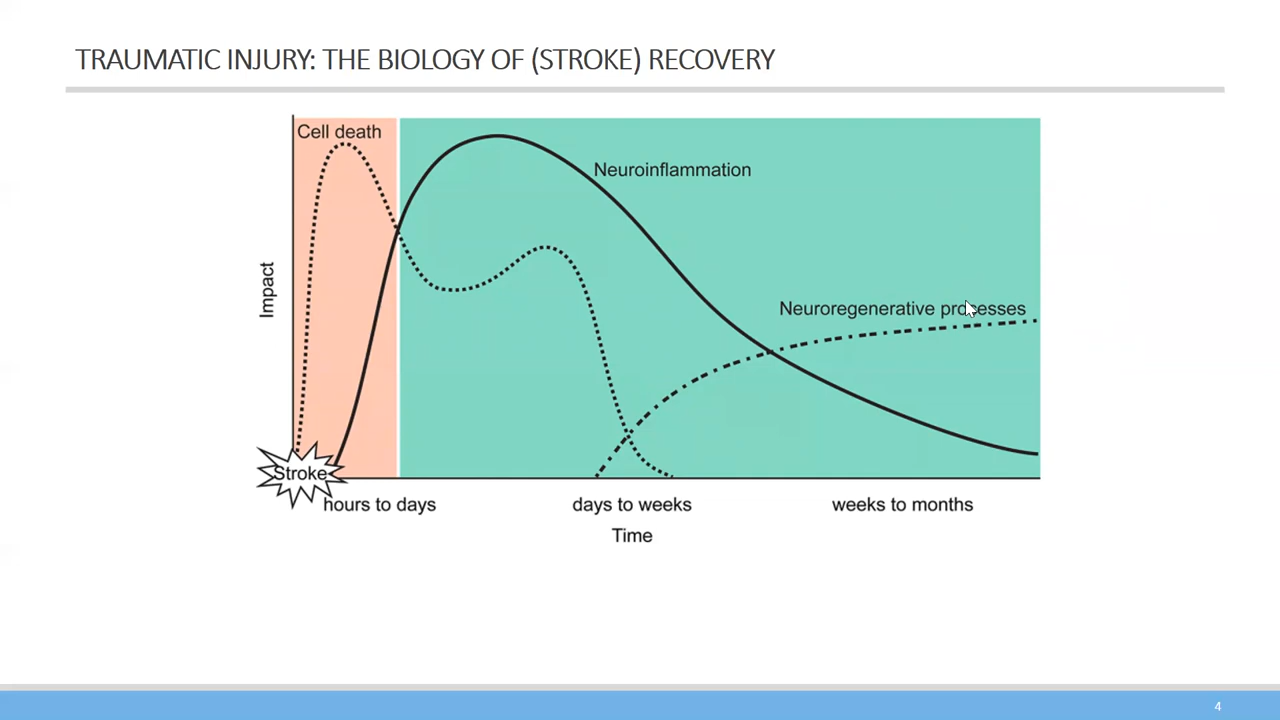 TRAUMATIC INJURY: THE BIOLOGY OF (STROKE) RECOVERY
Cell death
Neuroinflammation
Neuroregenerative processes
Impact
Stroke
hours to days
days to weeks
weeks to months
Time
4